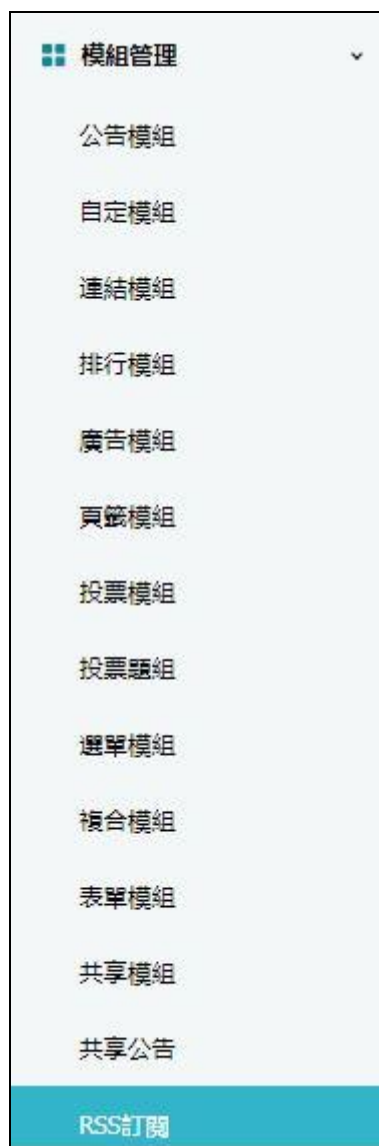 模組管理
公告模組
自定模組
連結模組
排行模組
廣告模組
頁籤模組
投票模組
投票題組
選單模組
複合模組
表單模組
共享模組
共享公告
RSS訂閱